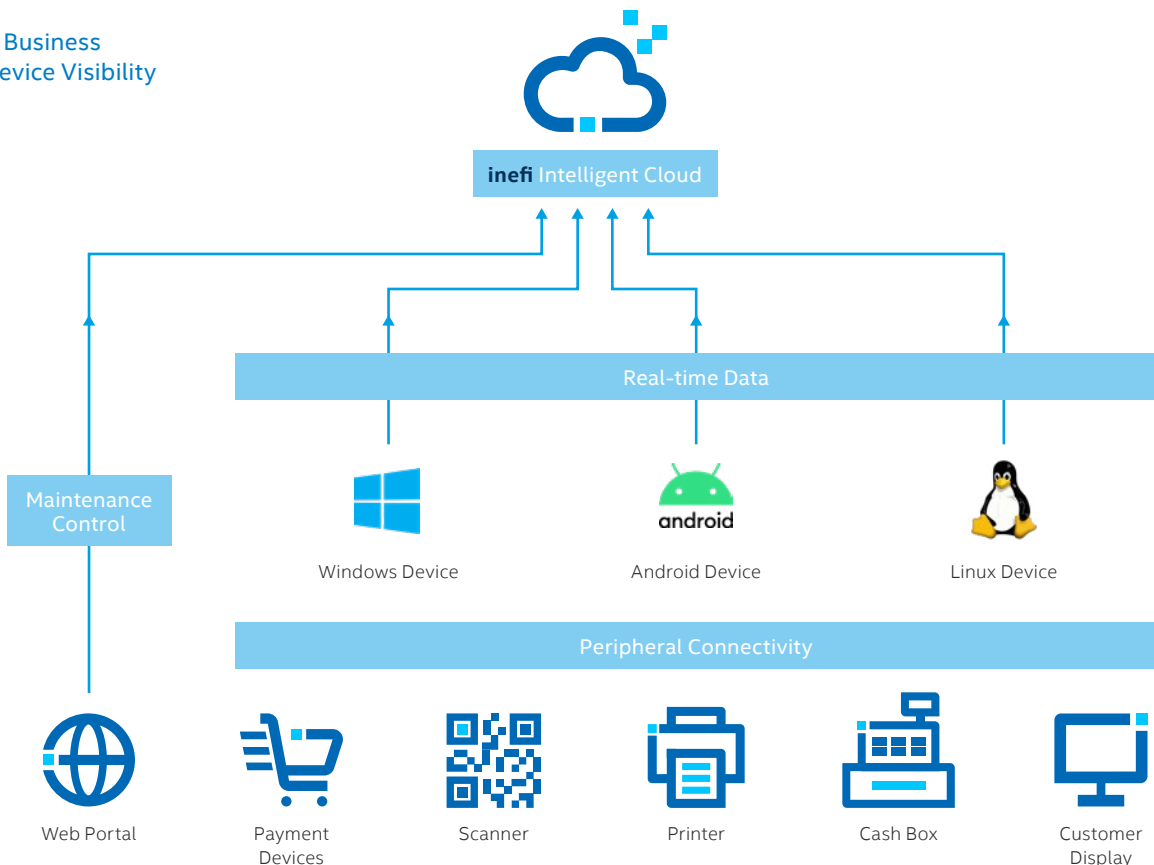 Business
evice Visibility
inefi Intelligent Cloud
Real-time Data
Maintenance
Control
android
Windows Device
Android Device
Linux Device
Peripheral Connectivity
Web Portal
Payment
Devices
Scanner
Printer
Cash Box
Customer
Display